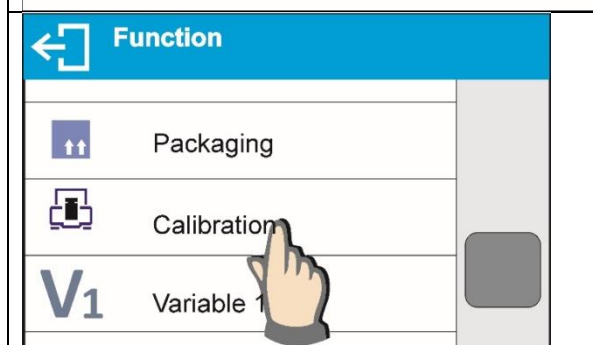 Function
Packaging
Calibration
V1 Variable 1